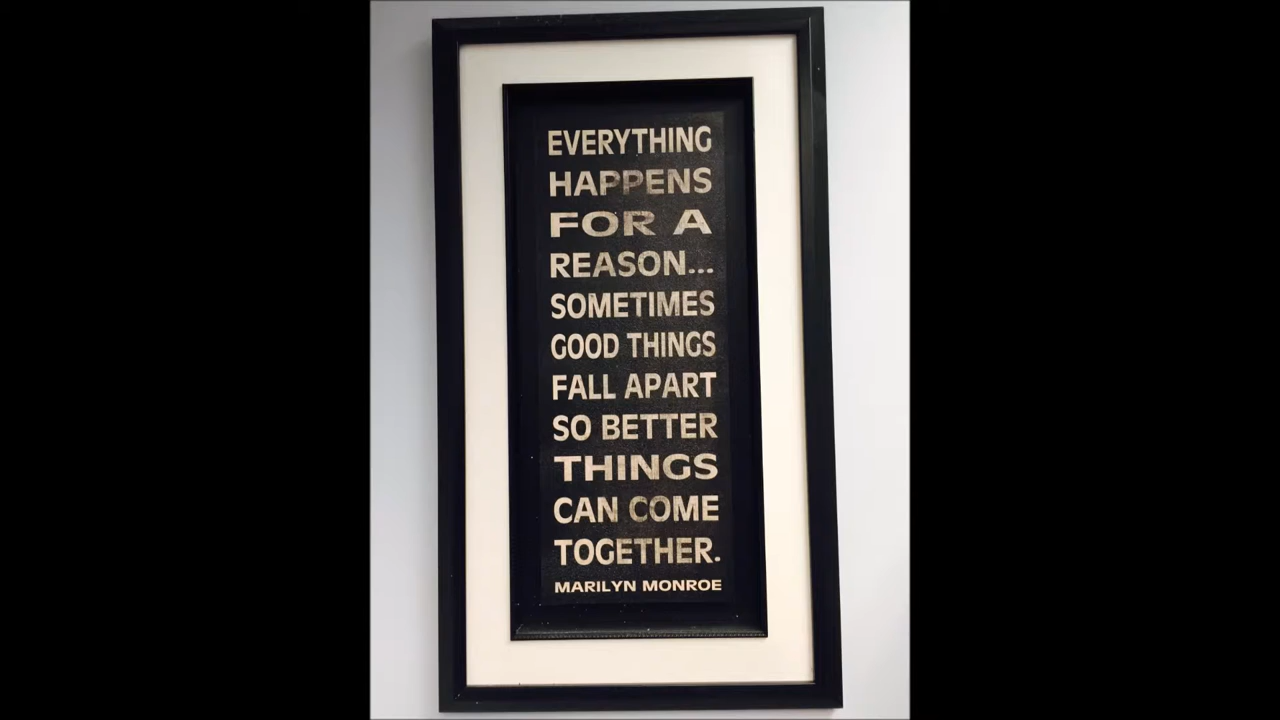 EVERYTHING
HAPPENS
FOR A
REASON...
SOMETIMES
GOOD THINGS
FALL APART
SO BETTER
THINGS
CAN COME
TOGETHER.
MARILYN MONROE